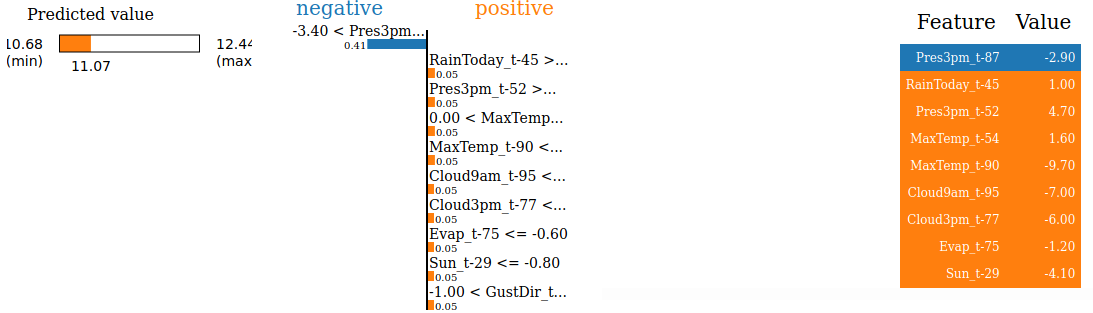 Predicted value
10.68
(min)
12.44
(max
11.07
negative
positive
-3.40 < Pres3pm...
0.41
RainToday_t-45 >...
0.05
Pres3pm_t-52 >...
0.05
0.00 < MaxTemp...
0.05
MaxTemp_t-90 <...
0.05
Cloud9am_t-95 <...
0.05
Cloud3pm_t-77 <...
0.05
Evap_t-75 <= -0.60
0.05
Sun_t-29 <= -0.80
0.05
-1.00 < GustDir_t...
0.05
Feature Value
Pres3pm_t-87 -2.90
RainToday_t-45 1.00
Pres3pm_t-52 4.70
MaxTemp_t-54 1.60
MaxTemp_t-90 -9.70
Cloud9am_t-95 -7.00
Cloud3pm_t-77 -6.00
Evap_t-75 -1.20
Sun_t-29 -4.10